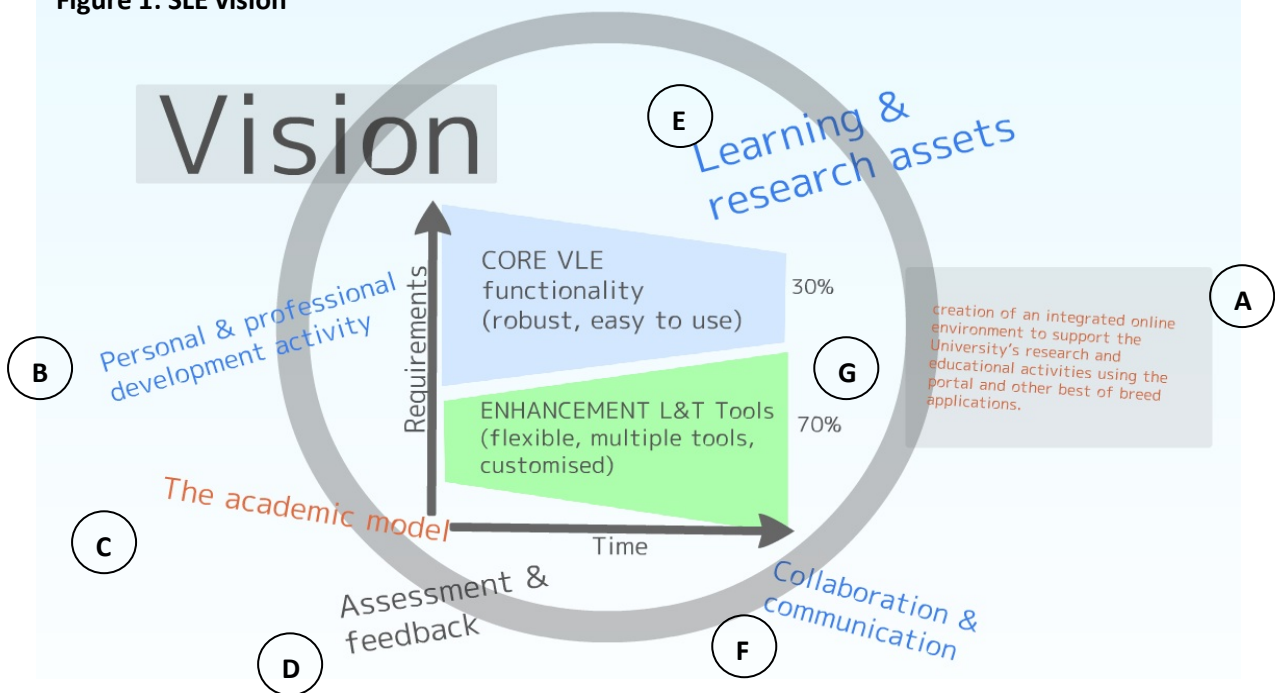 Figure 1: SLE vision
Vision
E
Learning &
research assets
CORE VLE
functionality
(robust, easy to use)
30%
Requirements
A
creation of an integrated online
environment to support the
University's research and
educational activities using the
portal and other best of breed
applications.
Personal & professional
development activity
B
G
ENHANCEMENT L&T Tools
(flexible, multiple tools,
customised)
70%
The academic model
C
Time
Assessment &
feedback
D
Collaboration &
communication
F